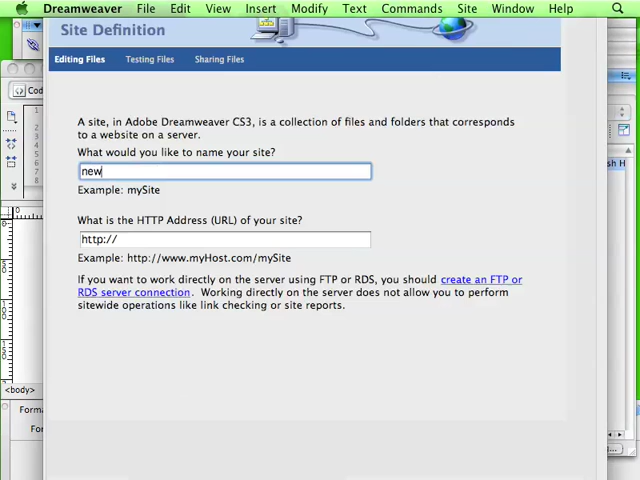 Dreamweaver File Edit View Insert Modify Text Commands Site Window Help
Site Definition
Editing Files Testing Files Sharing Files
Cod
A site, in Adobe Dreamweaver CS3, is a collection of files and folders that corresponds
to a website on a server.
What would you like to name your site?
new
Example: mySite
What is the HTTP Address (URL) of your site?
http://
Example: http://www.myHost.com/mySite
If you want to work directly on the server using FTP or RDS, you should create an FTP or
RDS server connection. Working directly on the server does not allow you to perform
sitewide operations like link checking or site reports.
<body>
Forma
For